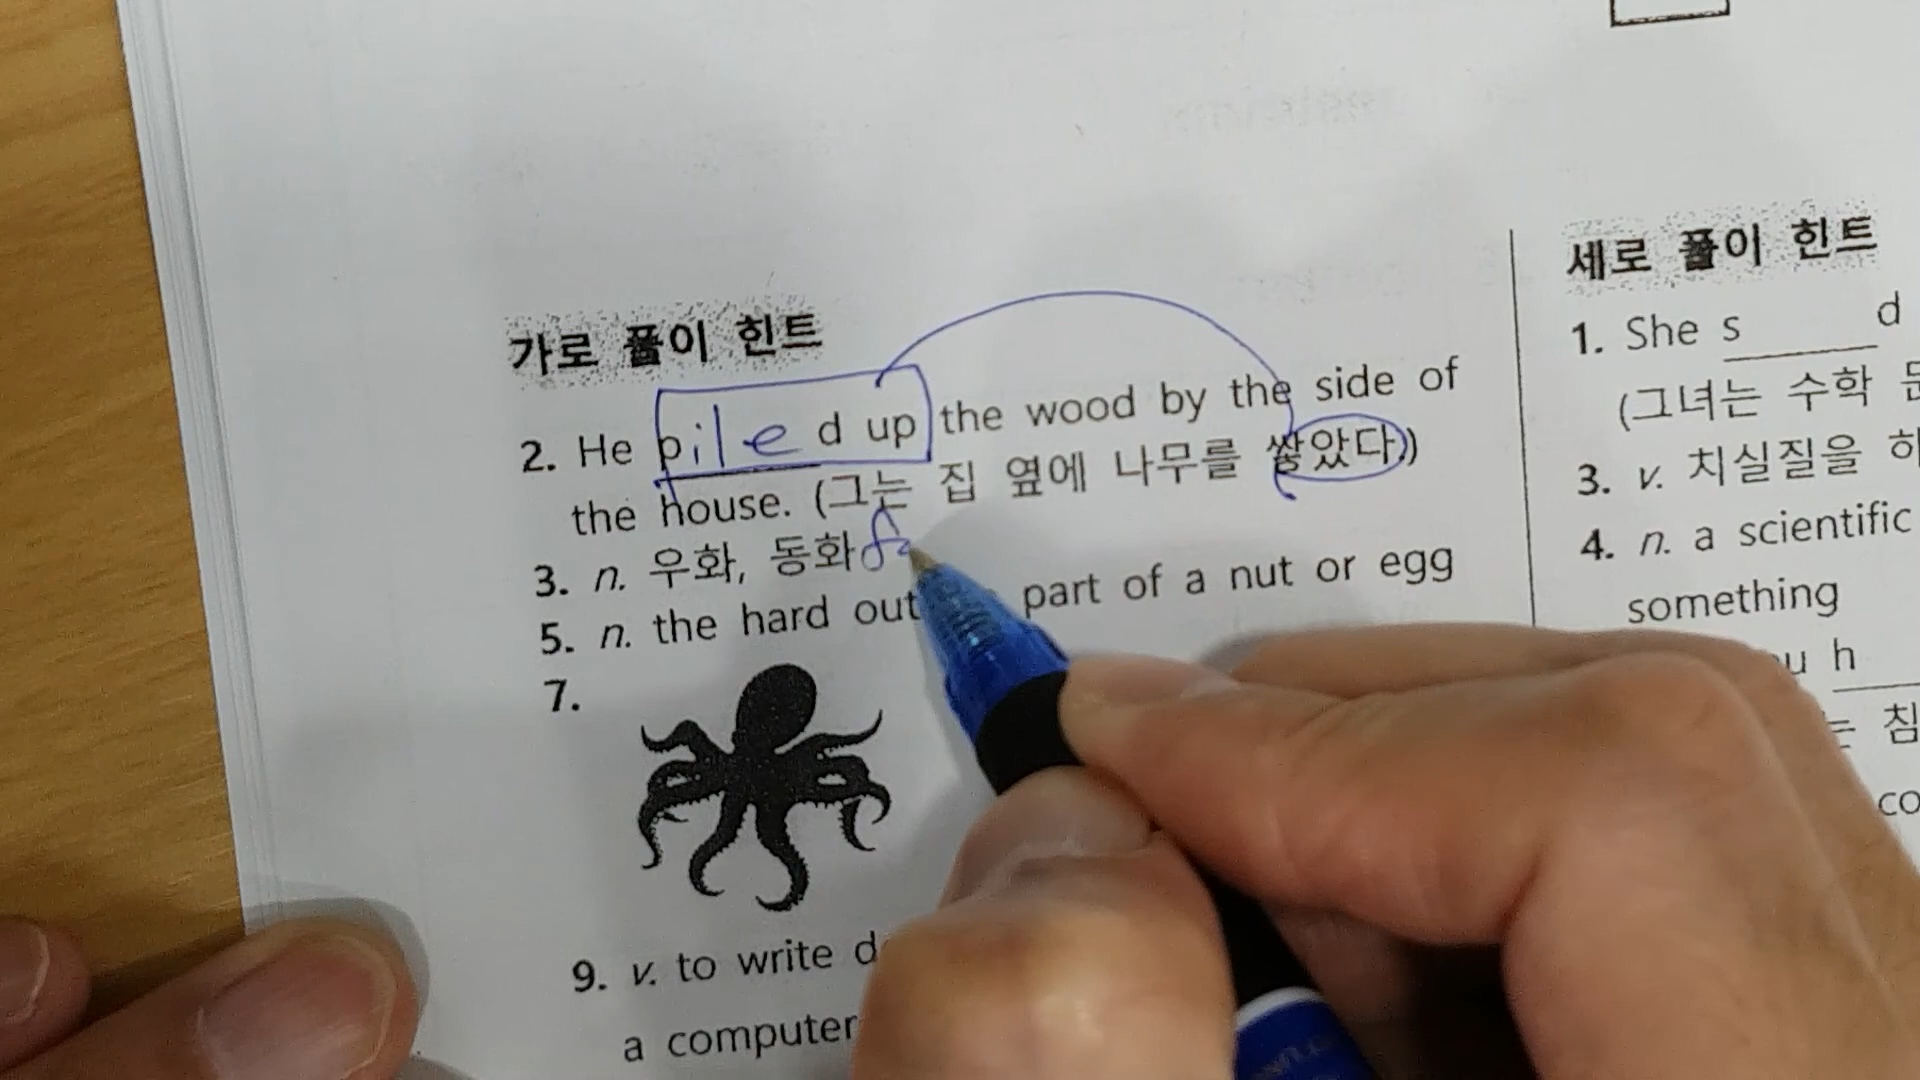 가로 풀이 힌트
2. He piled up the wood by the side of
the house. (그는 집 옆에 나무를 쌓았다.)
3. n. 우화, 동화
5. n. the hard part of a nut or egg
7.
9. v. to write
a computer
세로 풀이 힌트
1. She s d
(그녀는 수학
3. v. 치실질을
4. n. a scientific
something
h
침